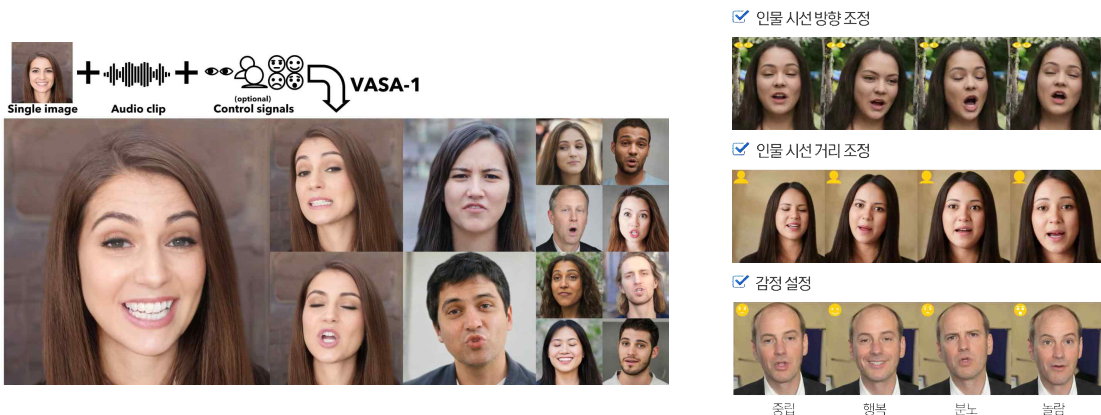 Single image
Audio clip
(optional)
Control signals
VASA-1
인물 시선 방향 조정
인물 시선 거리 조정
감정 설정
중립
행복
분노
놀람